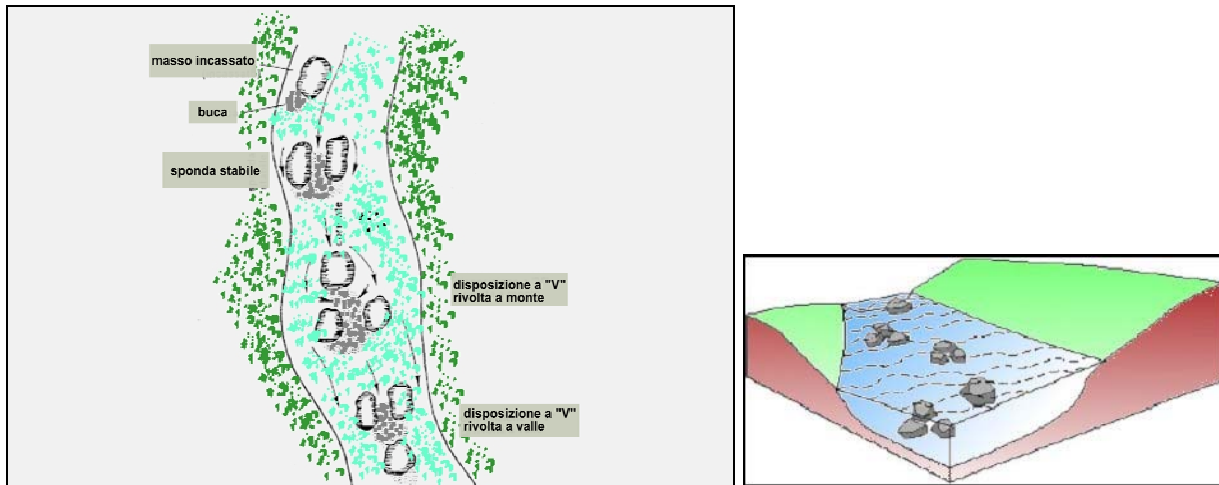 masso incassato
buca
sponda stabile
disposizione a "V"
rivolta a monte
disposizione a "V"
rivolta a valle